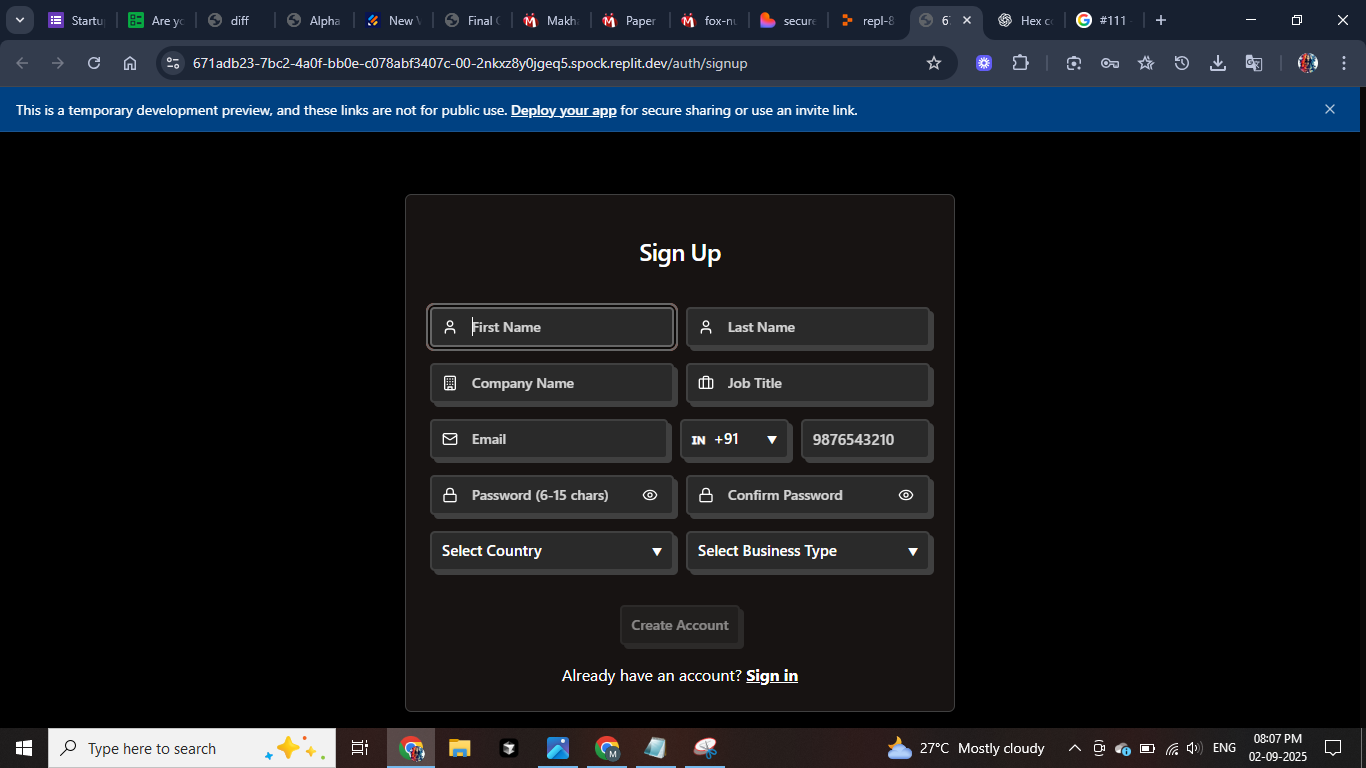 Startu
Are yo
diff
Alpha
New V
Final C
Makha
Paper
fox-nu
secure
repl-8
6
Hex co
#111
671adb23-7bc2-4a0f-bb0e-c078abf3407c-00-2nkxz8y0jgeq5.spock.replit.dev/auth/signup
This is a temporary development preview, and these links are not for public use. Deploy your app for secure sharing or use an invite link.
Sign Up
First Name
Last Name
Company Name
Job Title
Email
IN +91
9876543210
Password (6-15 chars)
Confirm Password
Select Country
Select Business Type
Create Account
Already have an account? Sign in
Type here to search
27°C Mostly cloudy
ENG
08:07 PM
02-09-2025